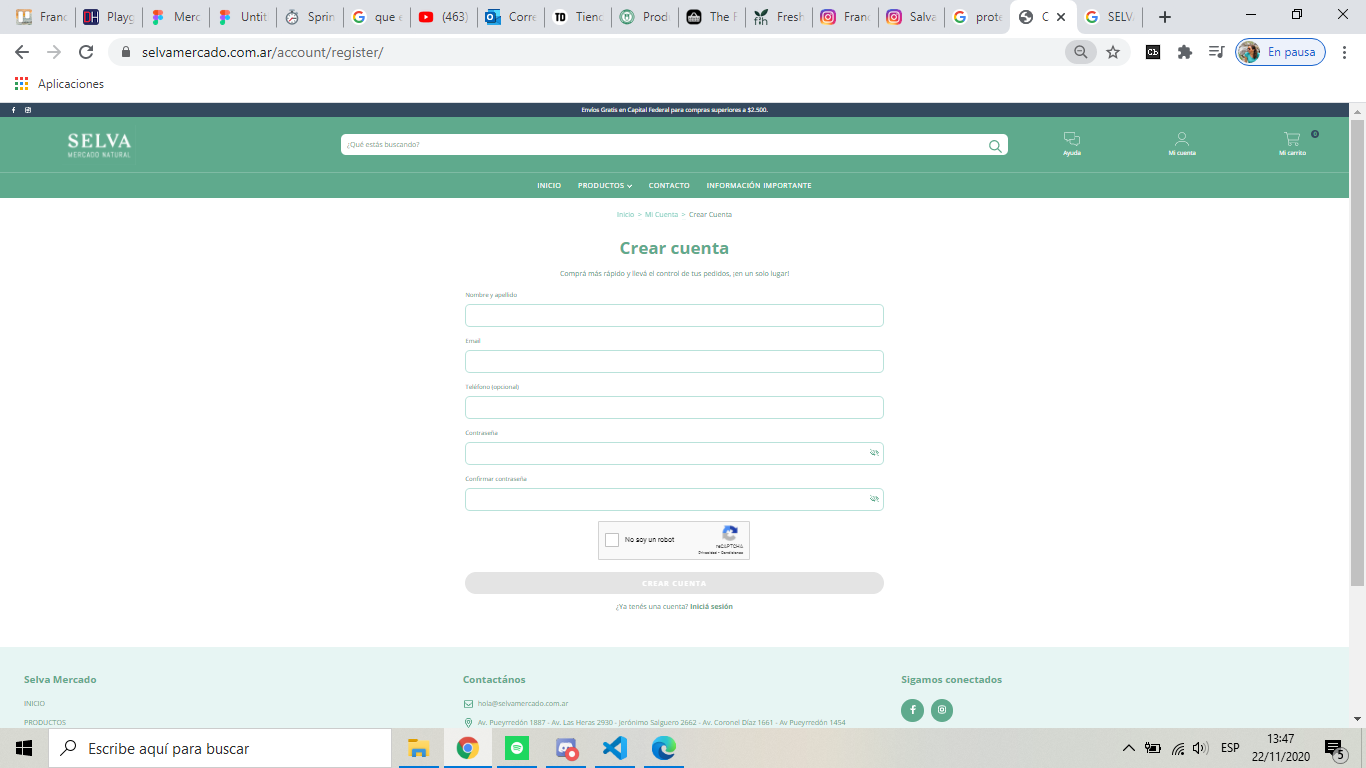 Franc
Playg
Merc
Untit
Sprin
que e
(463)
Corre
TD
Tienc
Prod
The F
fifh
Fresh
Franc
Salva
prote
C
SELV
selvamercado.com.ar/account/register/
En pausa
Aplicaciones
Envíos Gratis en Capital Federal para compras superiores a $2.500.
SELVA
MERCADO NATURAL
¿Qué estás buscando?
Ayuda
Mi cuenta
0
Mi carrito
INICIO
PRODUCTOS
CONTACTO
INFORMACIÓN IMPORTANTE
Inicio > Mi Cuenta > Crear Cuenta
Crear cuenta
Comprá más rápido y llevá el control de tus pedidos, ¡en un solo lugar!
Nombre y apellido
Email
Teléfono (opcional)
Contraseña
Confirmar contraseña
No soy un robot
reCAPTCHA
Privacidad - Condiciones
CREAR CUENTA
¿Ya tenés una cuenta? Iniciá sesión
Selva Mercado
Contactános
Sigamos conectados
INICIO
hola@selvamercado.com.ar
PRODUCTOS
Av. Pueyrredón 1887 - Av. Las Heras 2930 - Jerónimo Salguero 2662 - Av. Coronel Díaz 1661 - Av Pueyrredón 1454
Escribe aquí para buscar
ESP
13:47
22/11/2020
5